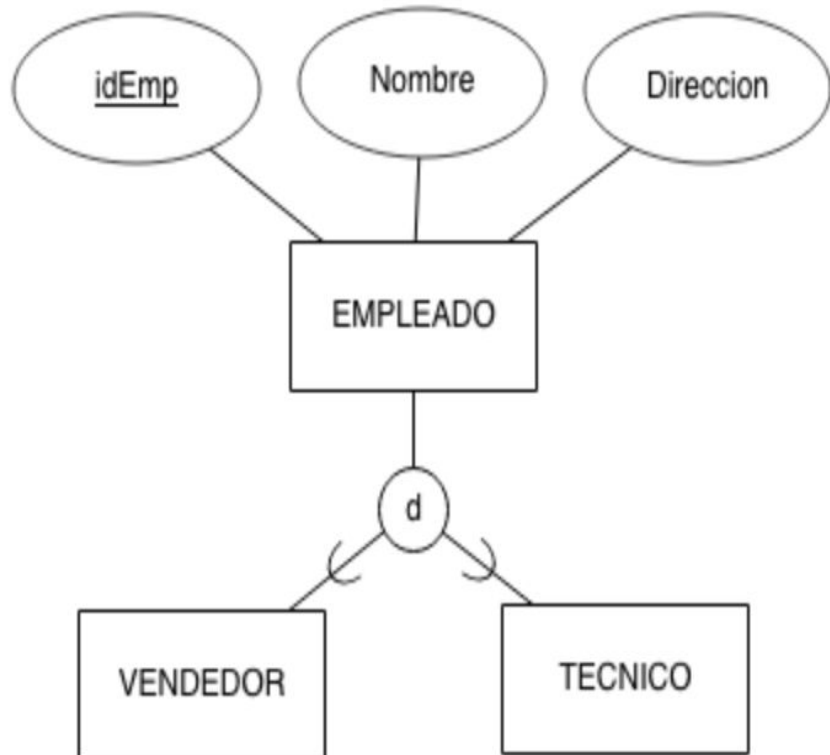 idEmp
Nombre
Direccion
EMPLEADO
d
VENDEDOR
TECNICO